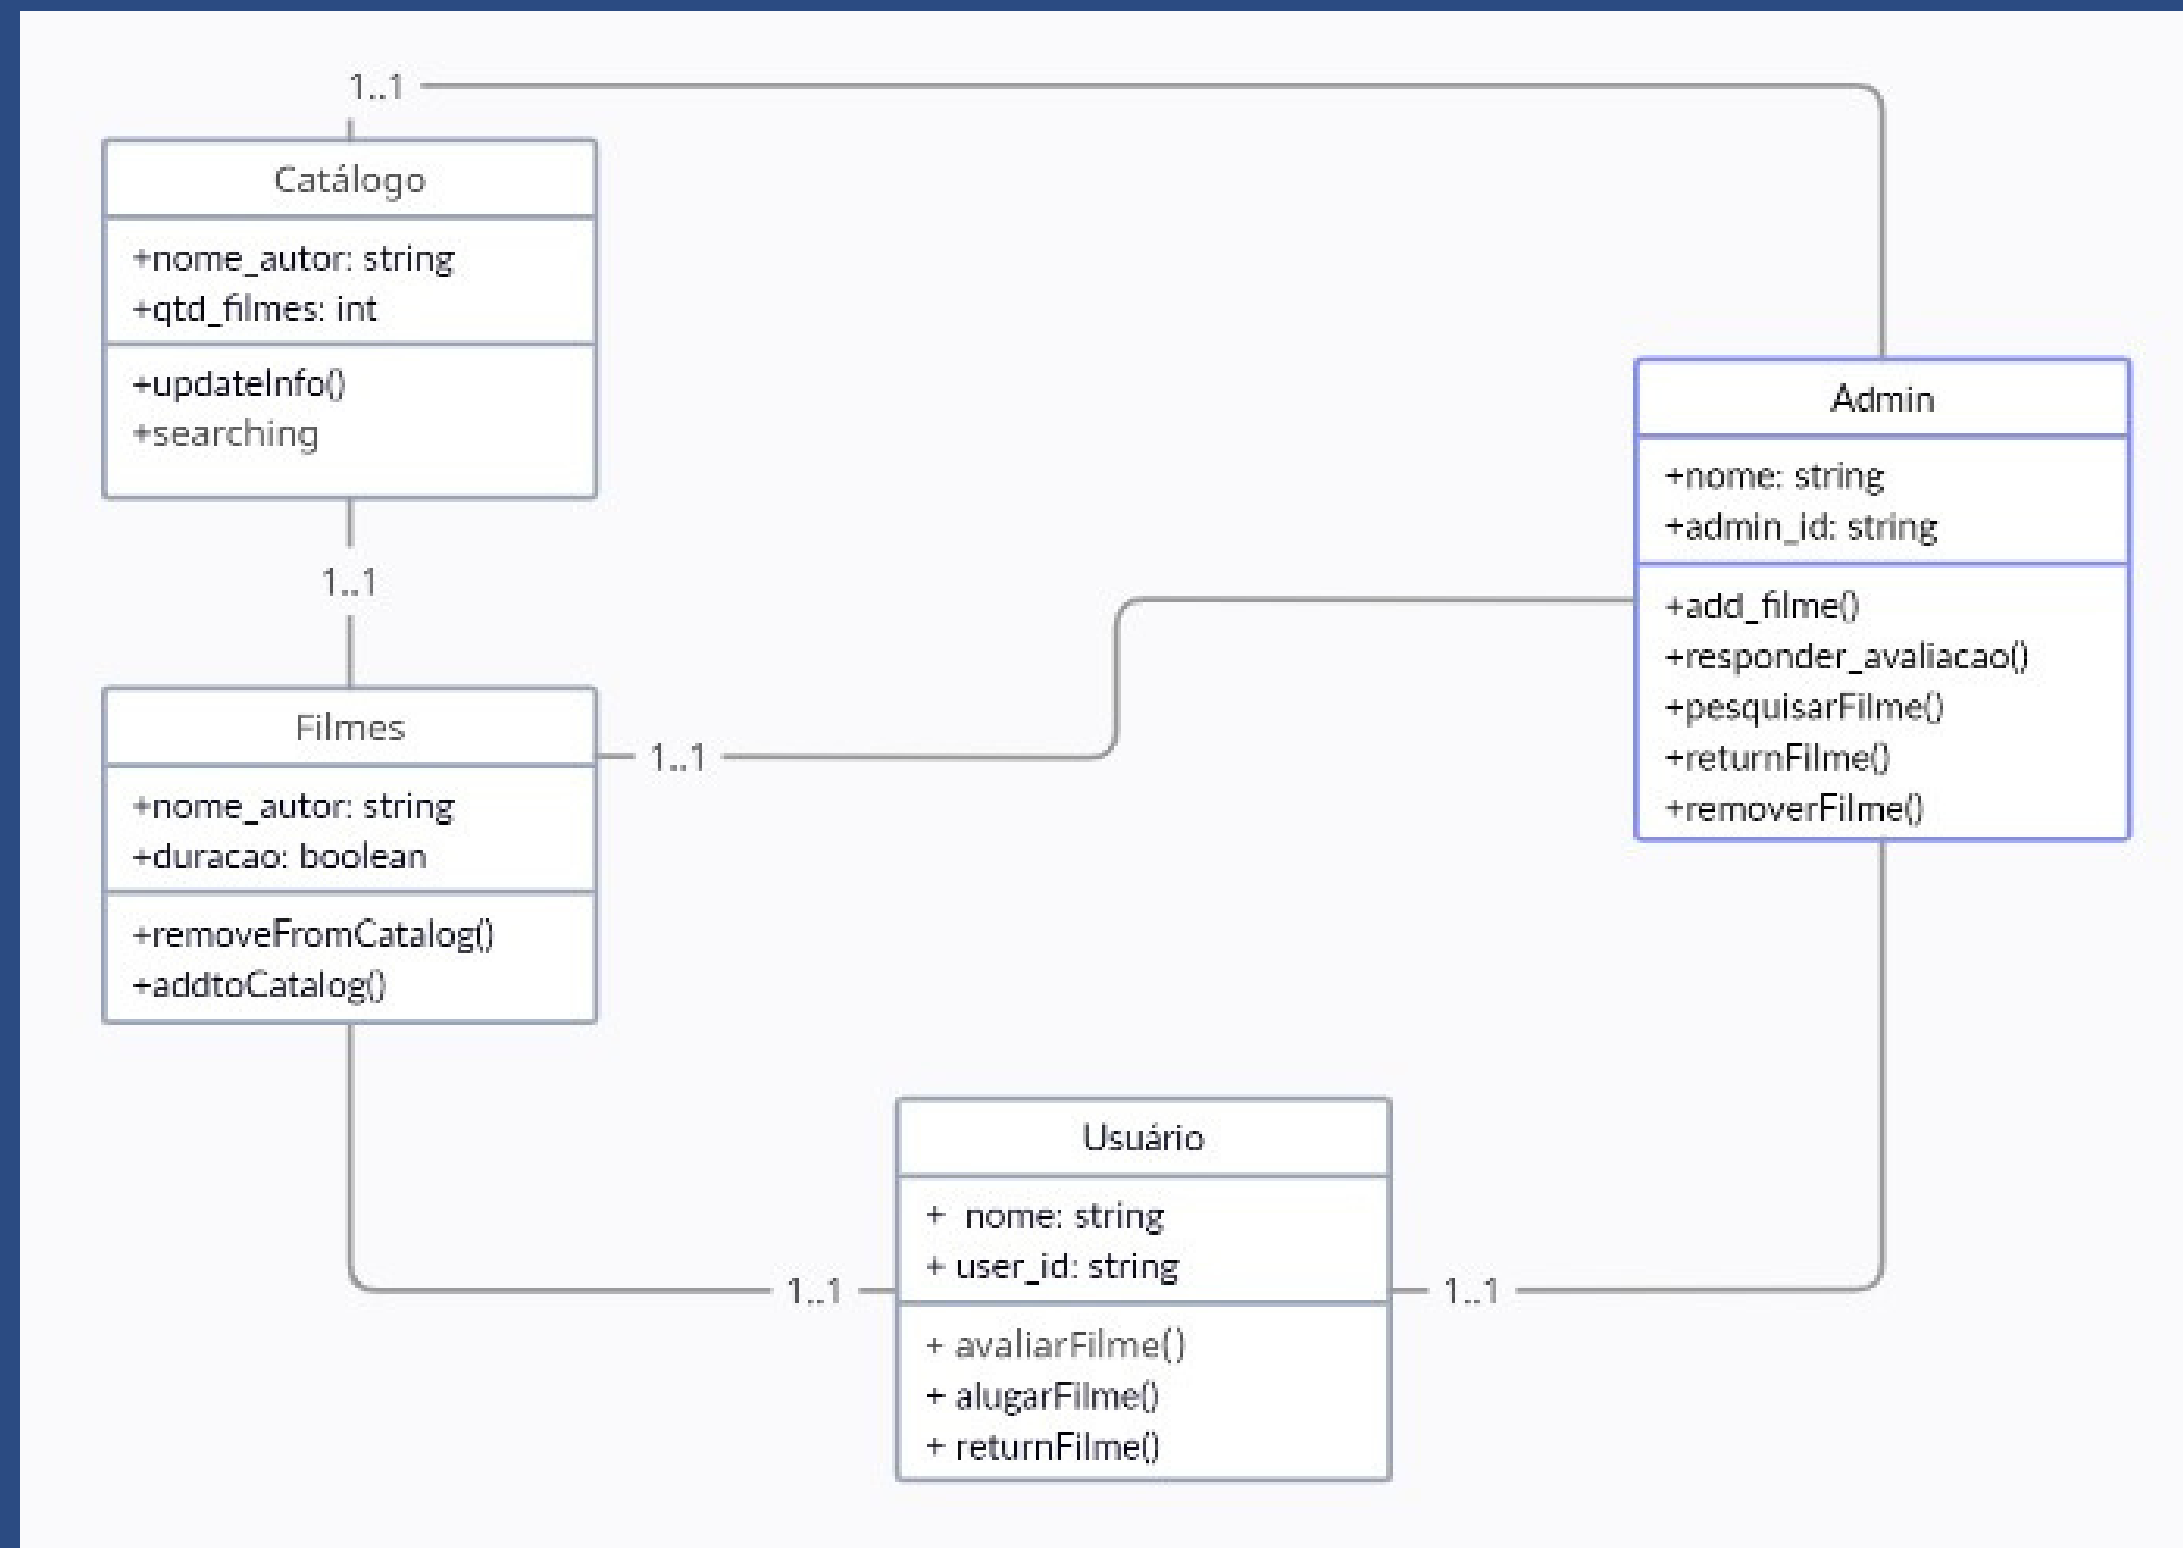 1..1
Catálogo
+nome_autor: string
+qtd_filmes: int
+updateInfo()
+searching
1..1
Filmes
+nome_autor: string
+duracao: boolean
+removeFromCatalog()
+addtoCatalog()
1..1
Admin
+nome: string
+admin_id: string
+add_filme()
+responder_avaliacao()
+pesquisarFilme()
+returnFilme()
+removerFilme()
1..1
Usuário
+ nome: string
+ user_id: string
+ avaliarFilme()
+ alugarFilme()
+ returnFilme()
1..1